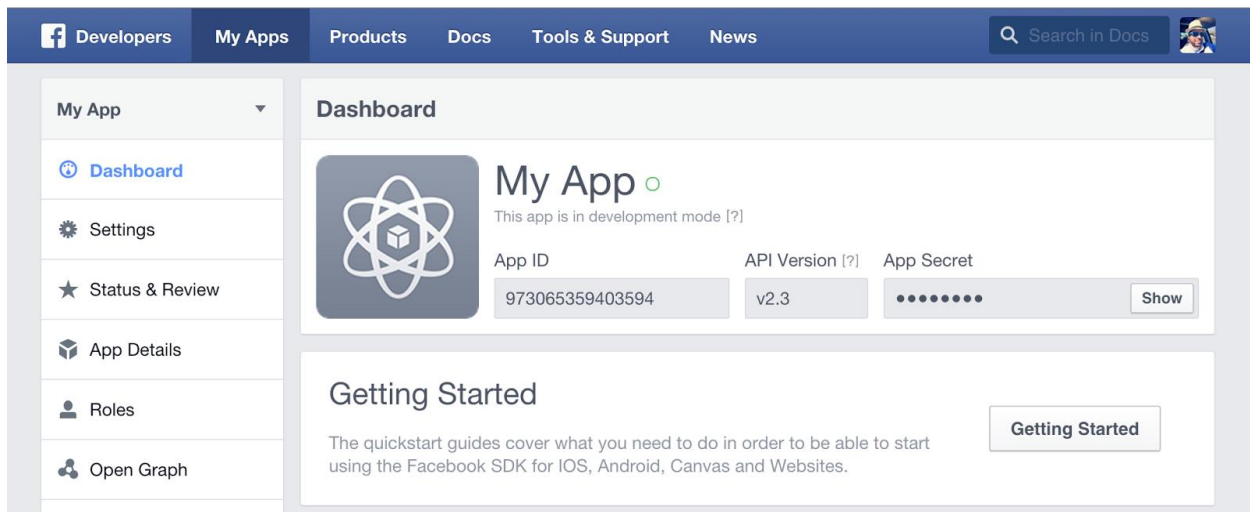 Developers My Apps Products Docs Tools & Support News Search in Docs
My App
Dashboard
Settings
Status & Review
App Details
Roles
Open Graph
Dashboard
My App
This app is in development mode [?]
App ID API Version [?] App Secret
973065359403594 v2.3 •••••••• Show
Getting Started
The quickstart guides cover what you need to do in order to be able to start
using the Facebook SDK for IOS, Android, Canvas and Websites.
Getting Started